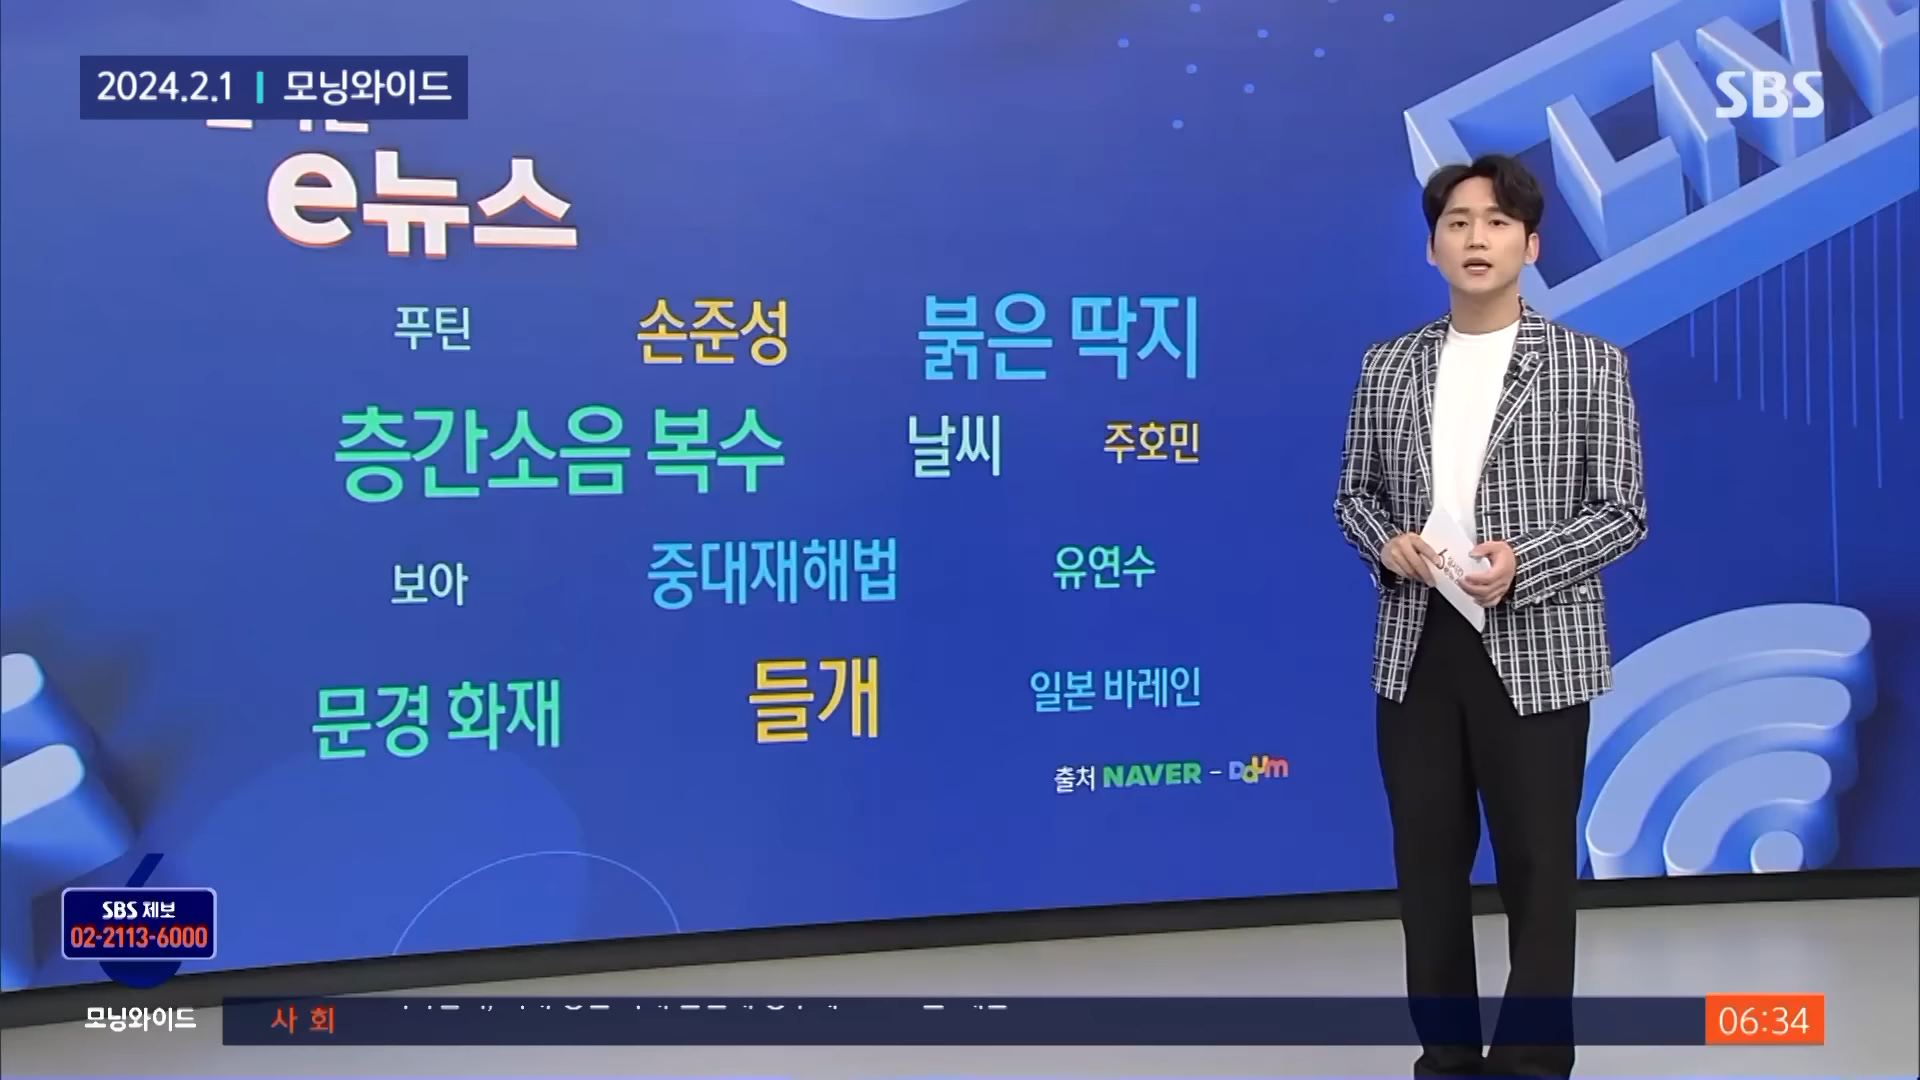 2024.2.1 | 모닝와이드
SBS
LIVE
e뉴스
푸틴 손준성 붉은 딱지
층간소음 복수 날씨 주호민
보아 중대재해법 유연수
문경 화재 들개 일본 바레인
출처 NAVER - Daum
SBS 제보
02-2113-6000
모닝와이드 사회 06:34